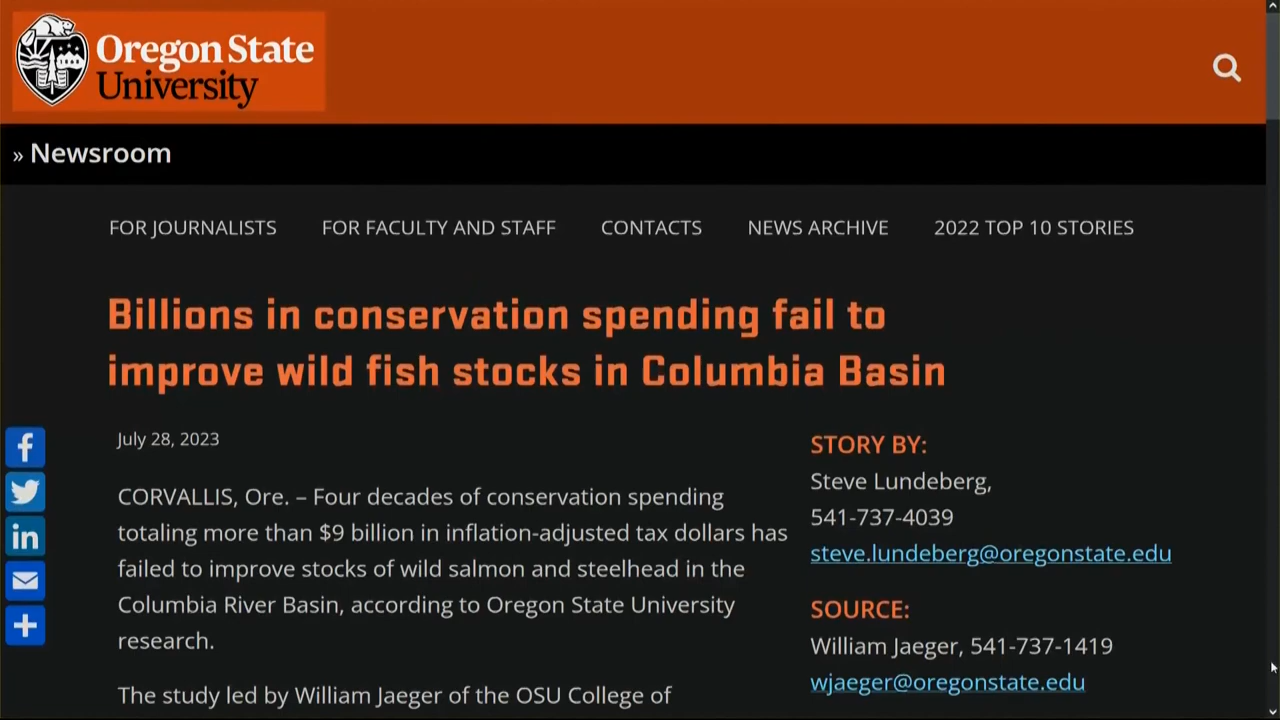 Oregon State
University
» Newsroom
FOR JOURNALISTS FOR FACULTY AND STAFF CONTACTS NEWS ARCHIVE 2022 TOP 10 STORIES
Billions in conservation spending fail to
improve wild fish stocks in Columbia Basin
July 28, 2023
CORVALLIS, Ore. – Four decades of conservation spending
totaling more than $9 billion in inflation-adjusted tax dollars has
failed to improve stocks of wild salmon and steelhead in the
Columbia River Basin, according to Oregon State University
research.
The study led by William Jaeger of the OSU College of
STORY BY:
Steve Lundeberg,
541-737-4039
steve.lundeberg@oregonstate.edu
SOURCE:
William Jaeger, 541-737-1419
wjaeger@oregonstate.edu